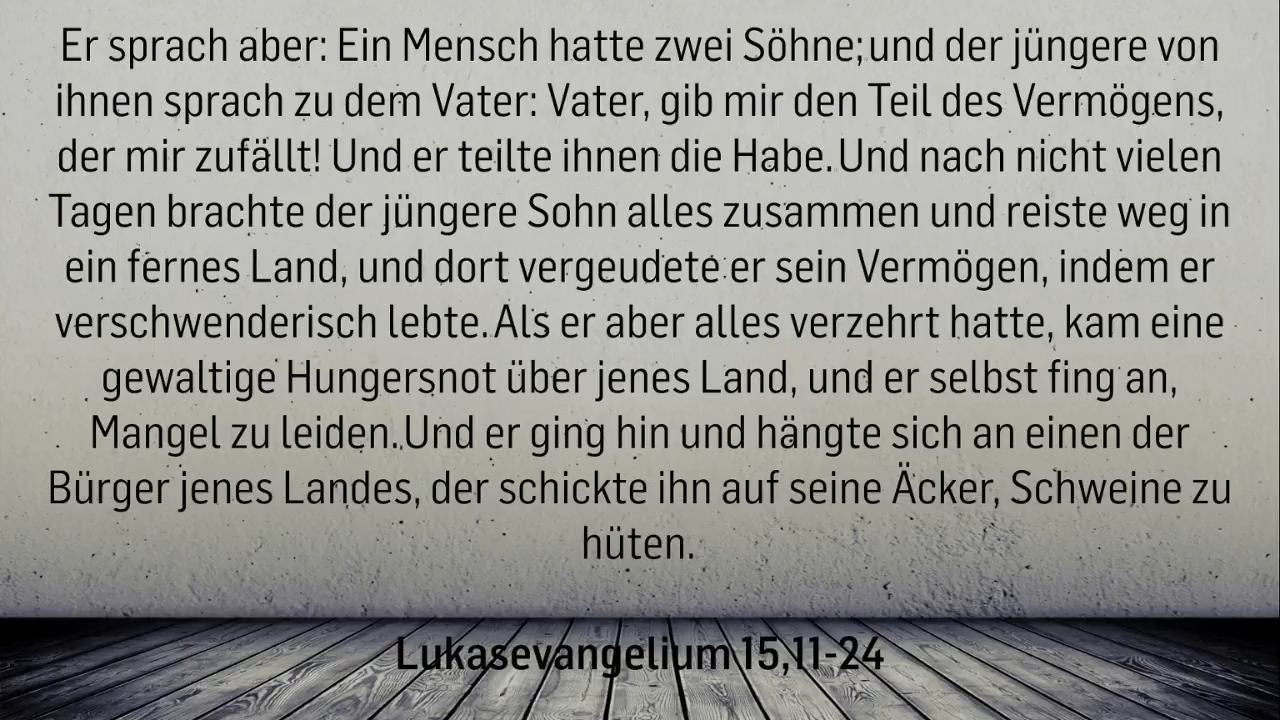 Er sprach aber: Ein Mensch hatte zwei Söhne;und der jüngere von
ihnen sprach zu dem Vater: Vater, gib mir den Teil des Vermögens,
der mir zufällt! Und er teilte ihnen die Habe.Und nach nicht vielen
Tagen brachte der jüngere Sohn alles zusammen und reiste weg in
ein fernes Land, und dort vergeudete er sein Vermögen, indem er
verschwenderisch lebte.Als er aber alles verzehrt hatte, kam eine
gewaltige Hungersnot über jenes Land, und er selbst fing an,
Mangel zu leiden.Und er ging hin und hängte sich an einen der
Bürger jenes Landes, der schickte ihn auf seine Äcker, Schweine zu
hüten.
Lukasevangelium 15,11-24